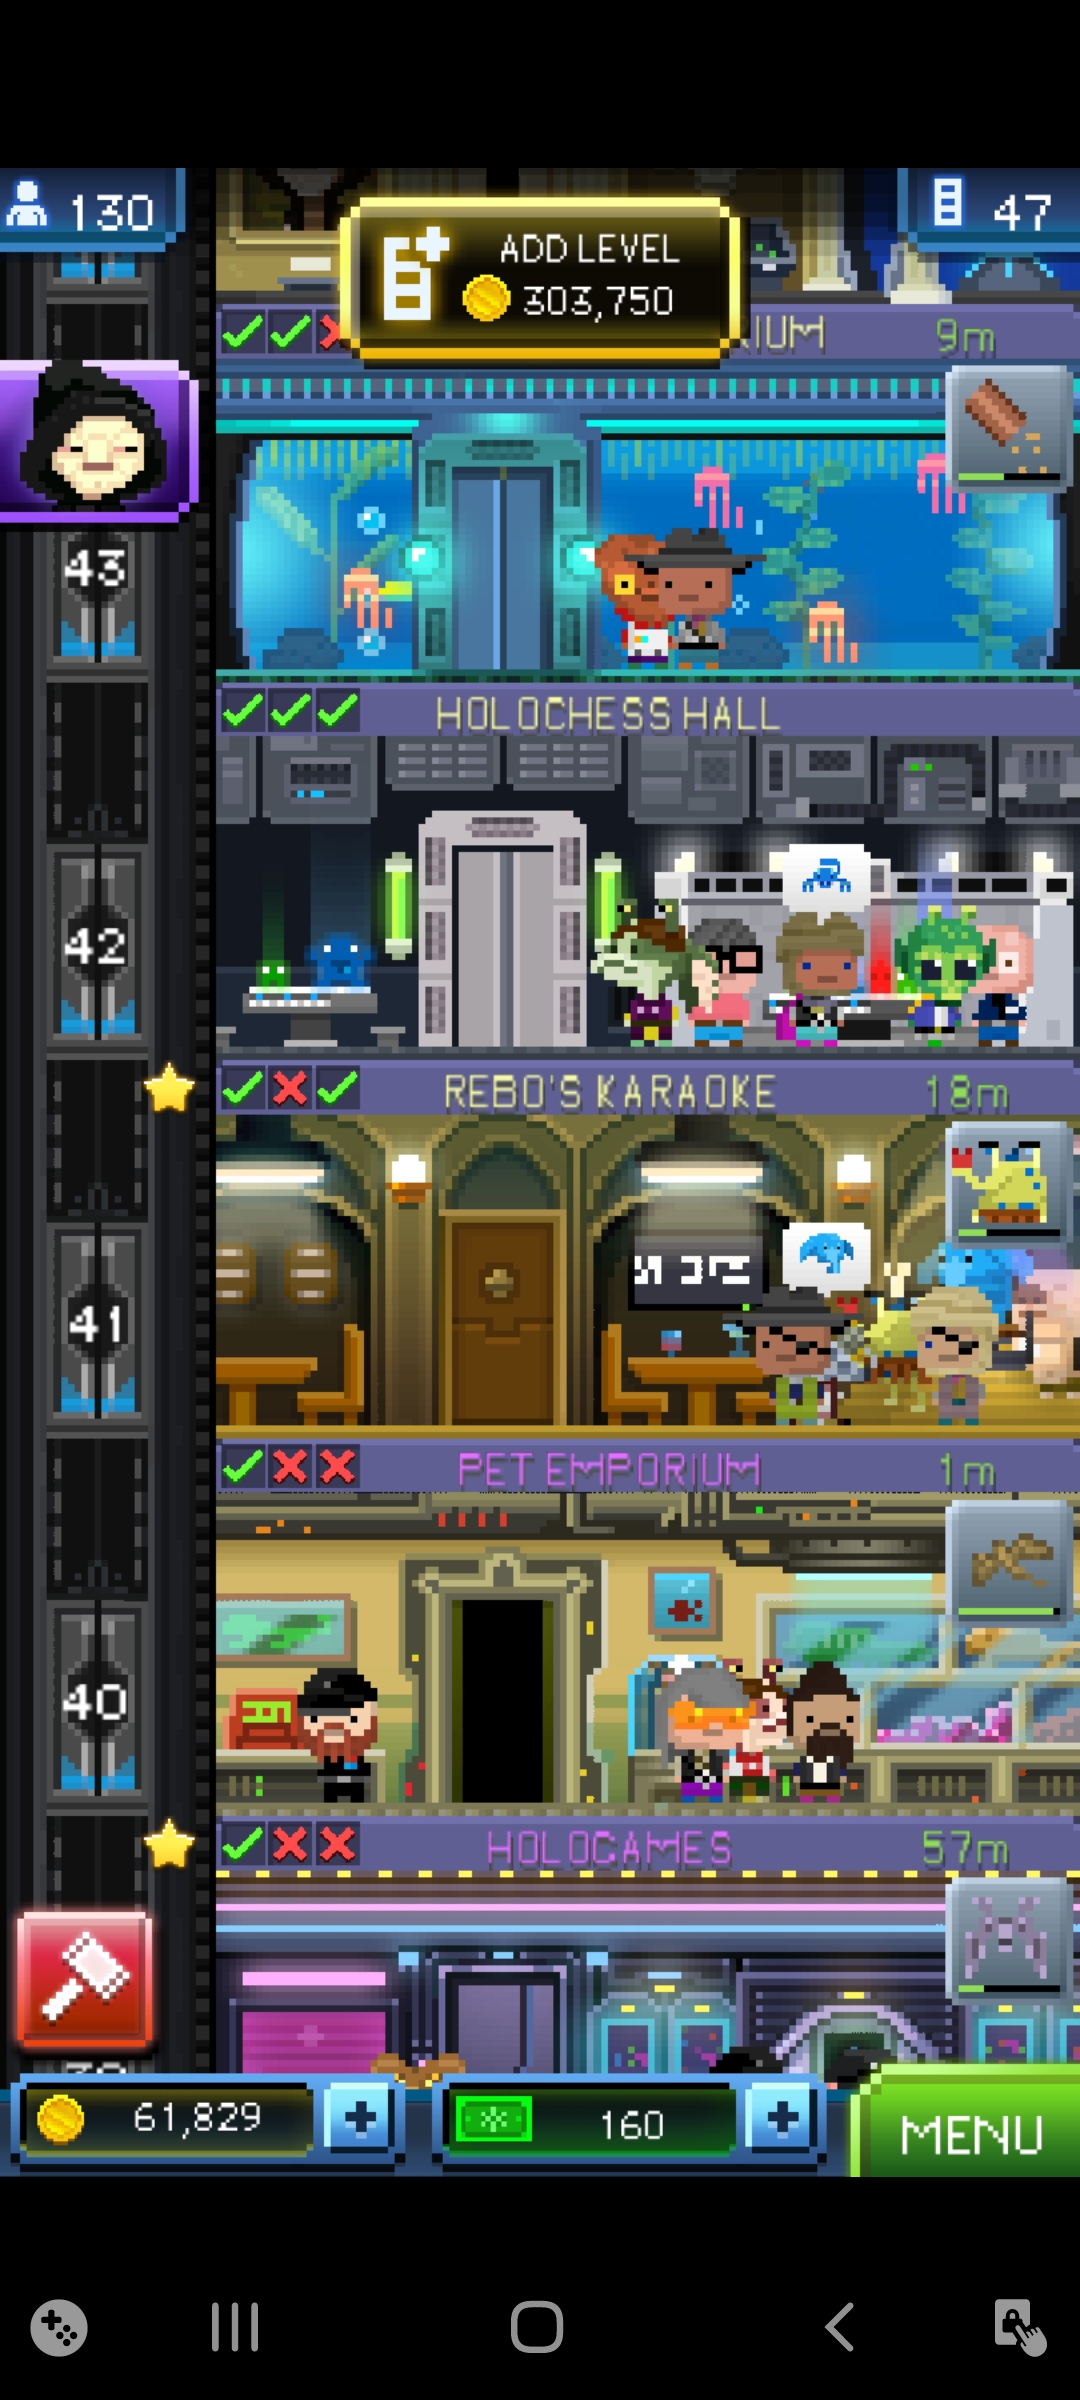 130
47
ADD LEVEL
303,750
9m
43
HOLOCHESS HALL
42
REBO'S KARAOKE
18m
41
PET EMPORIUM
1m
40
HOLOGAMES
57m
61,829
160
MENU